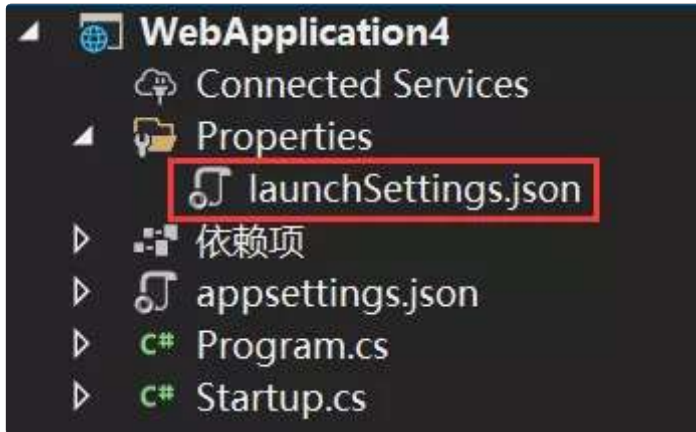 WebApplication4
Connected Services
Properties
launchSettings.json
依赖项
appsettings.json
C# Program.cs
C# Startup.cs